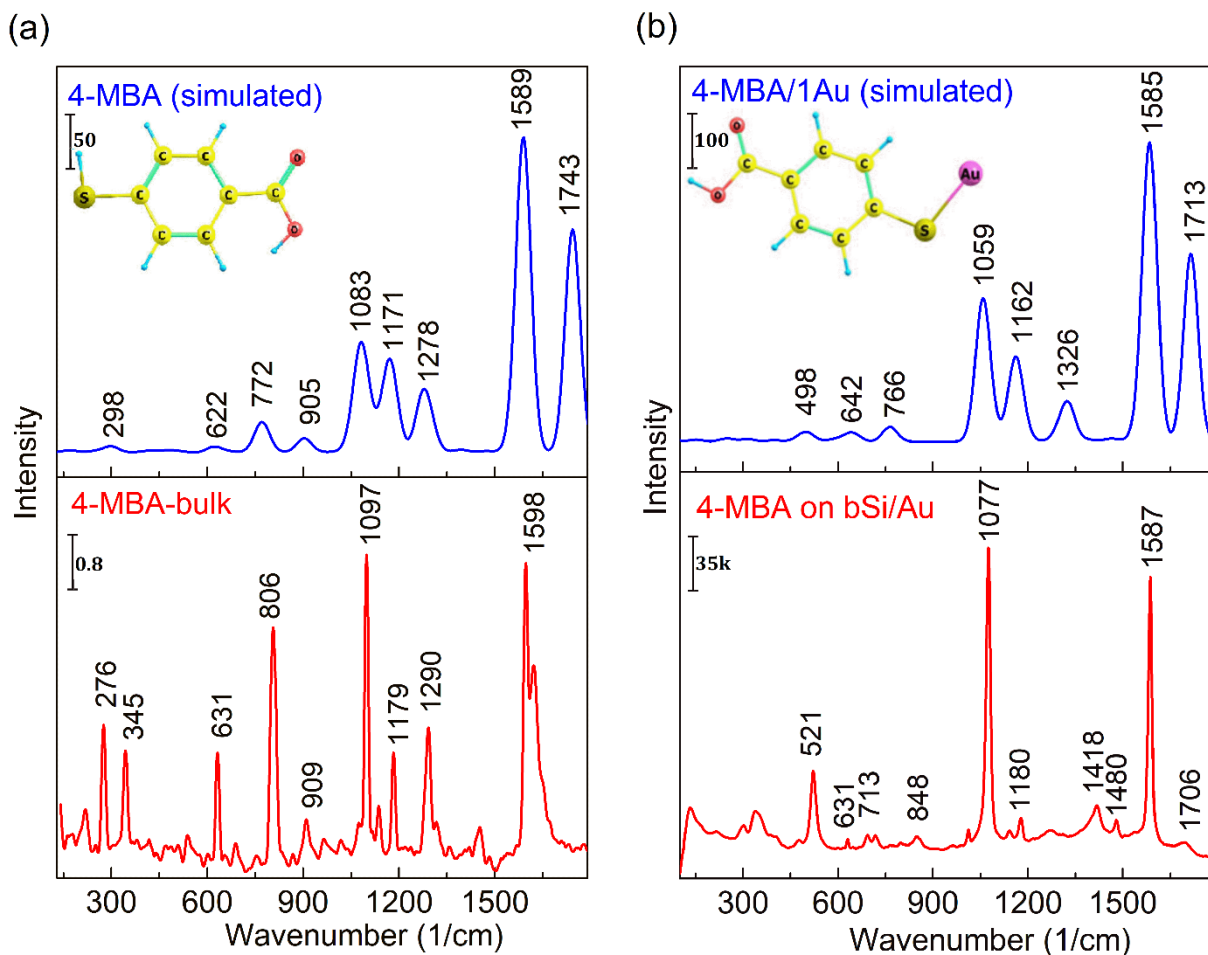 (a)
4-MBA (simulated)
50
S C C C C C C C O O
298
622
772
905
1083
1171
1278
1589
1743
4-MBA-bulk
0.8
276
345
631
806
909
1097
1179
1290
1598
Intensity
300 600 900 1200 1500
Wavenumber (1/cm)
(b)
4-MBA/1Au (simulated)
100
O C O C C C C C C S Au
498
642
766
1059
1162
1326
1585
1713
4-MBA on bSi/Au
35k
521
631
713
848
1077
1180
1418
1480
1587
1706
Intensity
300 600 900 1200 1500
Wavenumber (1/cm)